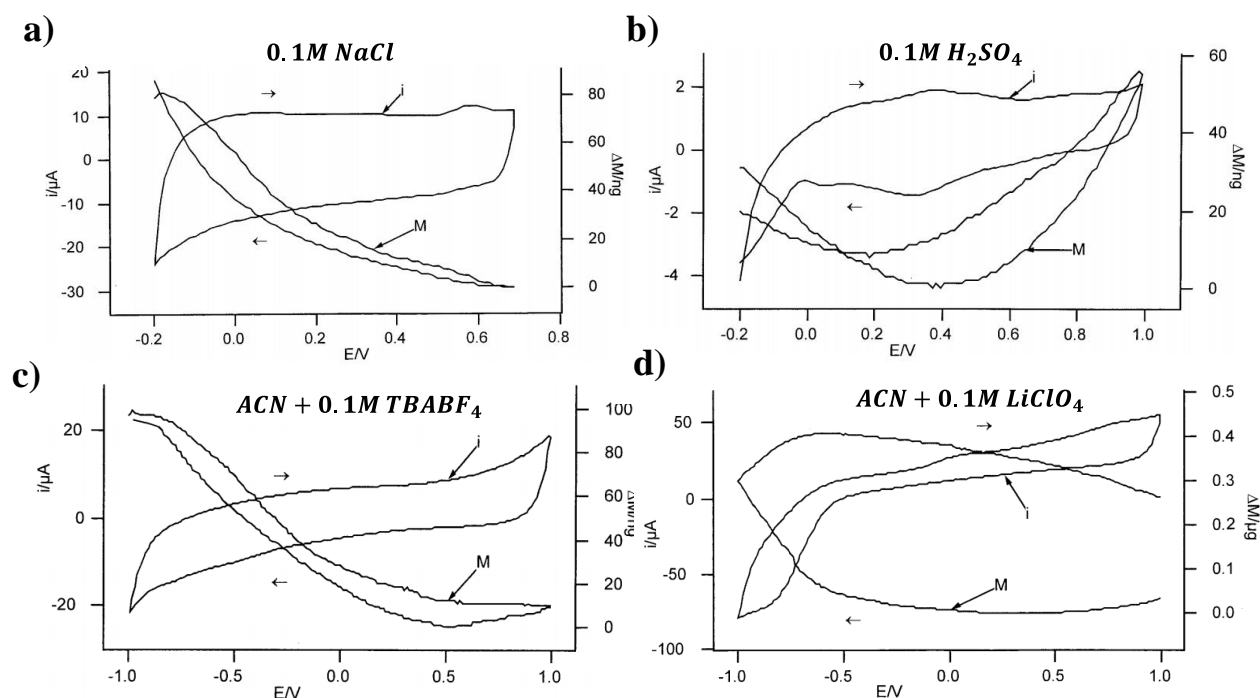 a)
0.1M NaCl
20
10
0
-10
-20
-30
i/µA
80
60
40
20
0
ΔM/ng
→
i
←
M
-0.2
0.0
0.2
0.4
0.6
0.8
E/V
b)
0.1M H₂SO₄
2
0
-2
-4
i/µA
60
50
40
30
20
10
0
ΔM/ng
→
i
←
M
-0.2
0.0
0.2
0.4
0.6
0.8
1.0
E/V
c)
ACN + 0.1M TBABF₄
20
0
-20
i/µA
100
80
60
40
20
0
ΔM/ng
→
i
←
M
-1.0
-0.5
0.0
0.5
1.0
E/V
d)
ACN + 0.1M LiClO₄
50
0
-50
-100
i/µA
0.5
0.4
0.3
0.2
0.1
0.0
ΔM/µg
→
i
M
←
-1.0
-0.5
0.0
0.5
1.0
E/V